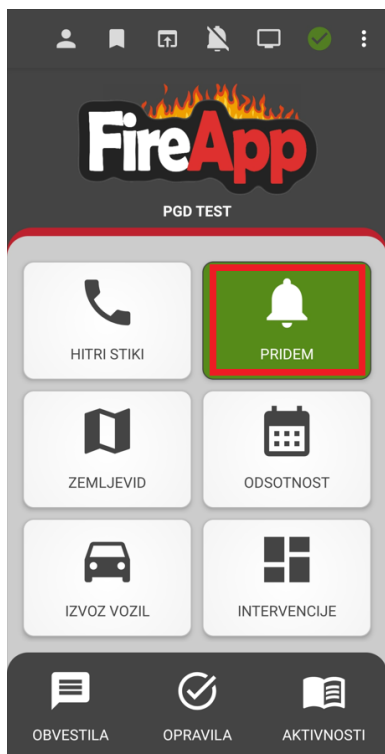 FireApp
PGD TEST
HITRI STIKI
PRIDEM
ZEMLJEVID
ODSOTNOST
IZVOZ VOZIL
INTERVENCIJE
OBVESTILA
OPRAVILA
AKTIVNOSTI